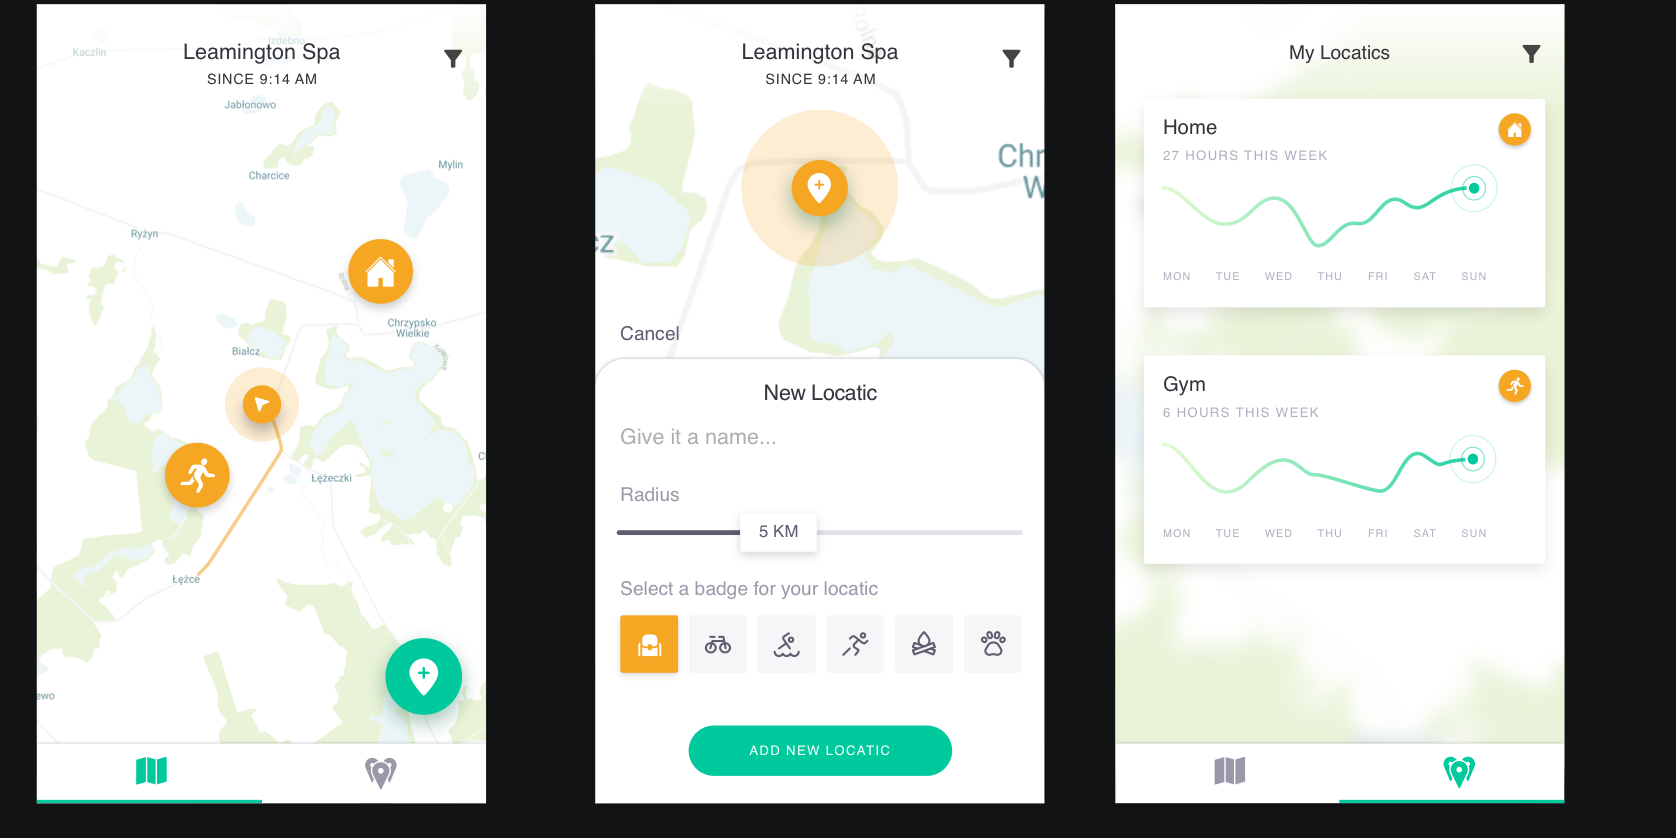 Leamington Spa
SINCE 9:14 AM
Kaczlin
Izdebno
Jabłonowo
Mylin
Charcice
Ryżyn
Chrzypsko
Wielkie
Białcz
Łężeczki
C
Łężce
ewo
Leamington Spa
SINCE 9:14 AM
Chr
W
cz
Cancel
New Locatic
Give it a name...
Radius
5 KM
Select a badge for your locatic
ADD NEW LOCATIC
My Locatics
Home
27 HOURS THIS WEEK
MON TUE WED THU FRI SAT SUN
Gym
6 HOURS THIS WEEK
MON TUE WED THU FRI SAT SUN